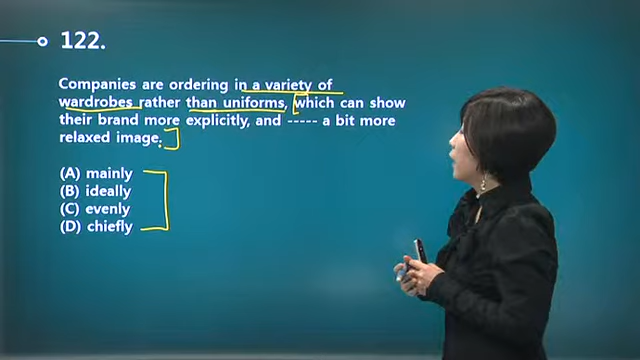 122.
Companies are ordering in a variety of
wardrobes rather than uniforms, which can show
their brand more explicitly, and ----- a bit more
relaxed image.
(A) mainly
(B) ideally
(C) evenly
(D) chiefly